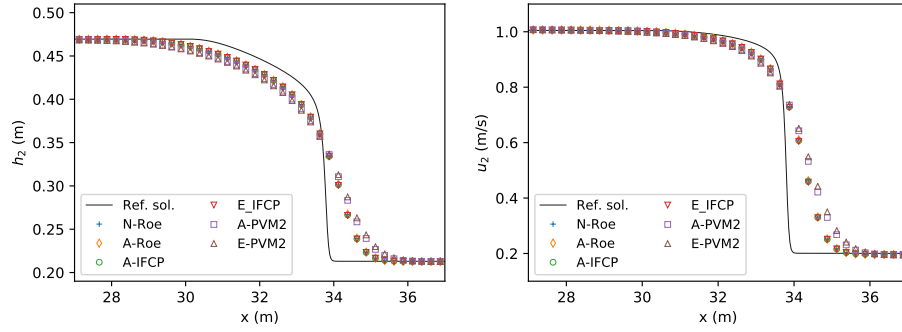 0.50
0.45
0.40
0.35
0.30
0.25
0.20
h₂ (m)
28 30 32 34 36
x (m)
Ref. sol.
N-Roe
A-Roe
A-IFCP
E_IFCP
A-PVM2
E-PVM2
1.0
0.8
0.6
0.4
0.2
u₂ (m/s)
28 30 32 34 36
x (m)
Ref. sol.
N-Roe
A-Roe
A-IFCP
E_IFCP
A-PVM2
E-PVM2